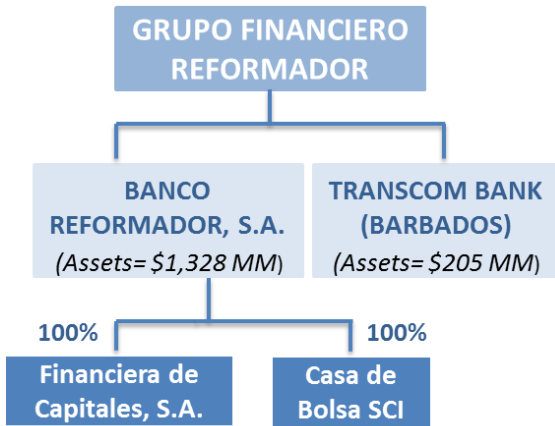 GRUPO FINANCIERO
REFORMADOR
BANCO
REFORMADOR, S.A.
(Assets= $1,328 MM)
TRANSCOM BANK
(BARBADOS)
(Assets= $205 MM)
100%
100%
Financiera de
Capitales, S.A.
Casa de
Bolsa SCI